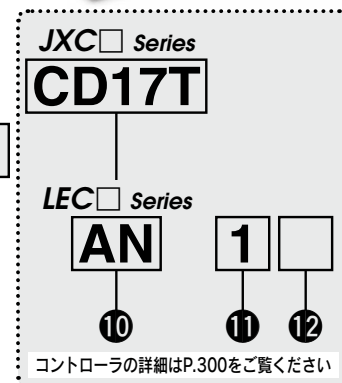 JXC□ Series
CD17T
LEC□ Series
AN 1
⑩ ⑪ ⑫
コントローラの詳細はP.300をご覧ください